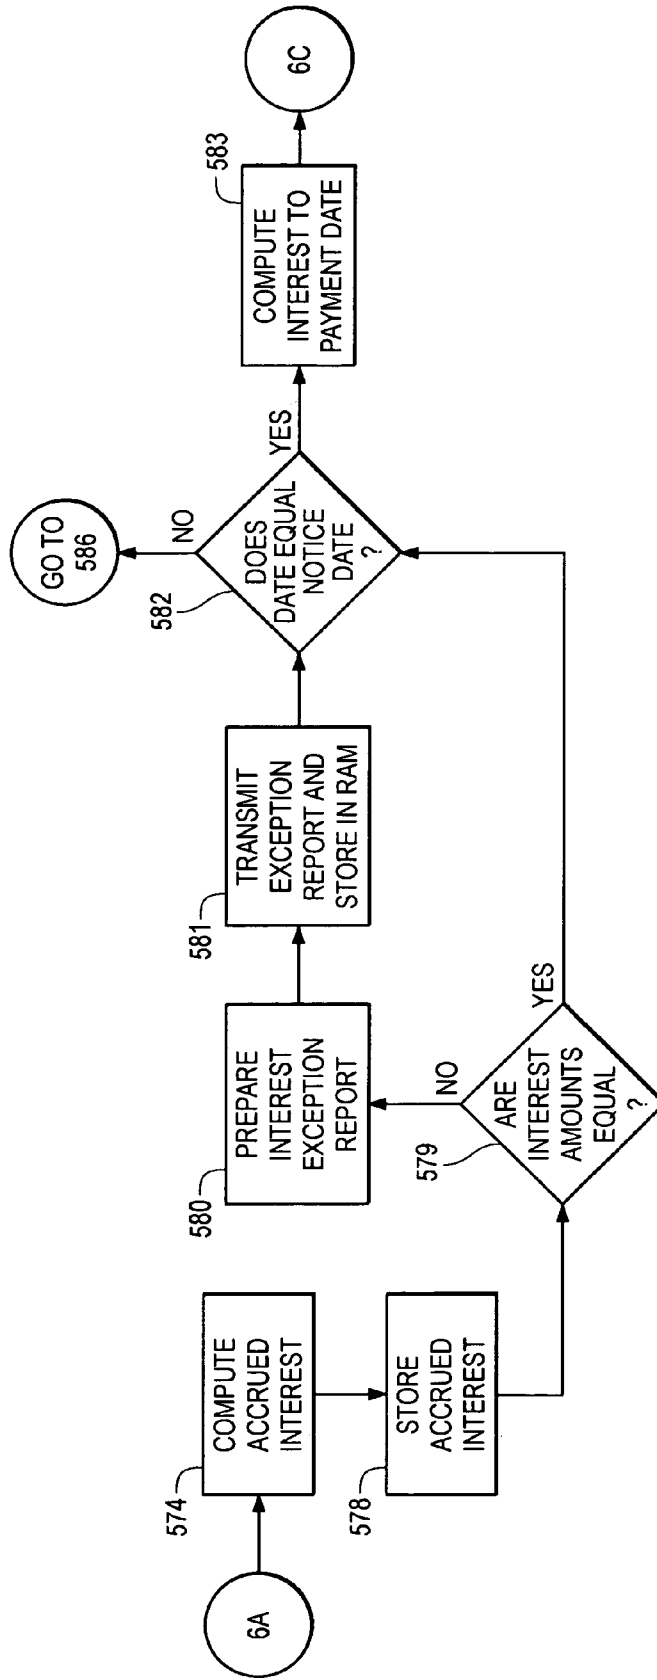 6A
574
COMPUTE
ACCRUED
INTEREST
578
STORE
ACCRUED
INTEREST
579
ARE
INTEREST
AMOUNTS
EQUAL
?
NO
YES
580
PREPARE
INTEREST
EXCEPTION
REPORT
581
TRANSMIT
EXCEPTION
REPORT AND
STORE IN RAM
582
DOES
DATE EQUAL
NOTICE
DATE
?
NO
GO TO
586
YES
583
COMPUTE
INTEREST TO
PAYMENT DATE
6C